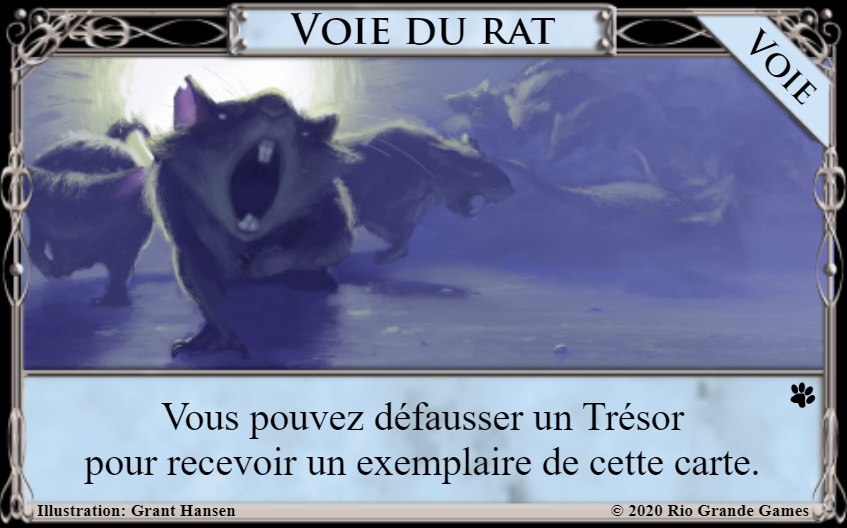 VOIE DU RAT
VOIE
Vous pouvez défausser un Trésor
pour recevoir un exemplaire de cette carte.
Illustration: Grant Hansen
© 2020 Rio Grande Games